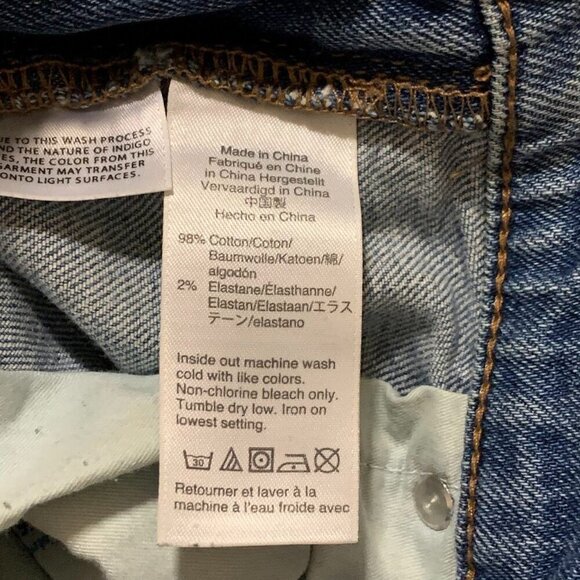 UE TO THIS WASH PROCESS
ND THE NATURE OF INDIGO
ES, THE COLOR FROM THIS
GARMENT MAY TRANSFER
ONTO LIGHT SURFACES.
Made in China
Fabriqué en Chine
in China Hergestellt
Vervaardigd in China
中国製
Hecho en China
98% Cotton/Coton/
Baumwolle/Katoen/綿/
algodón
2% Elastane/Élasthanne/
Elastan/Elastaan/エラス
テーン/elastano
Inside out machine wash
cold with like colors.
Non-chlorine bleach only.
Tumble dry low. Iron on
lowest setting.
30
Retourner et laver à la
machine à l'eau froide avec